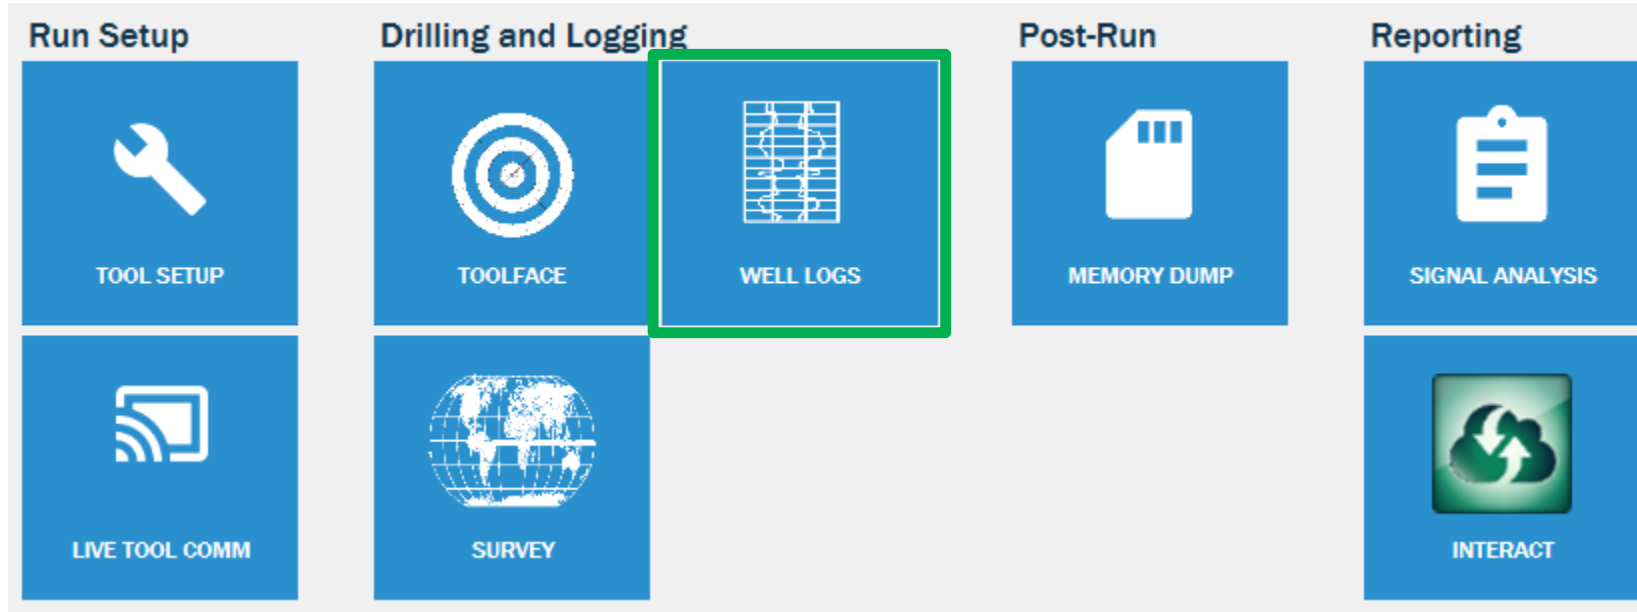 Run Setup
Drilling and Logging
Post-Run
Reporting
TOOL SETUP
TOOLFACE
WELL LOGS
MEMORY DUMP
SIGNAL ANALYSIS
LIVE TOOL COMM
SURVEY
INTERACT